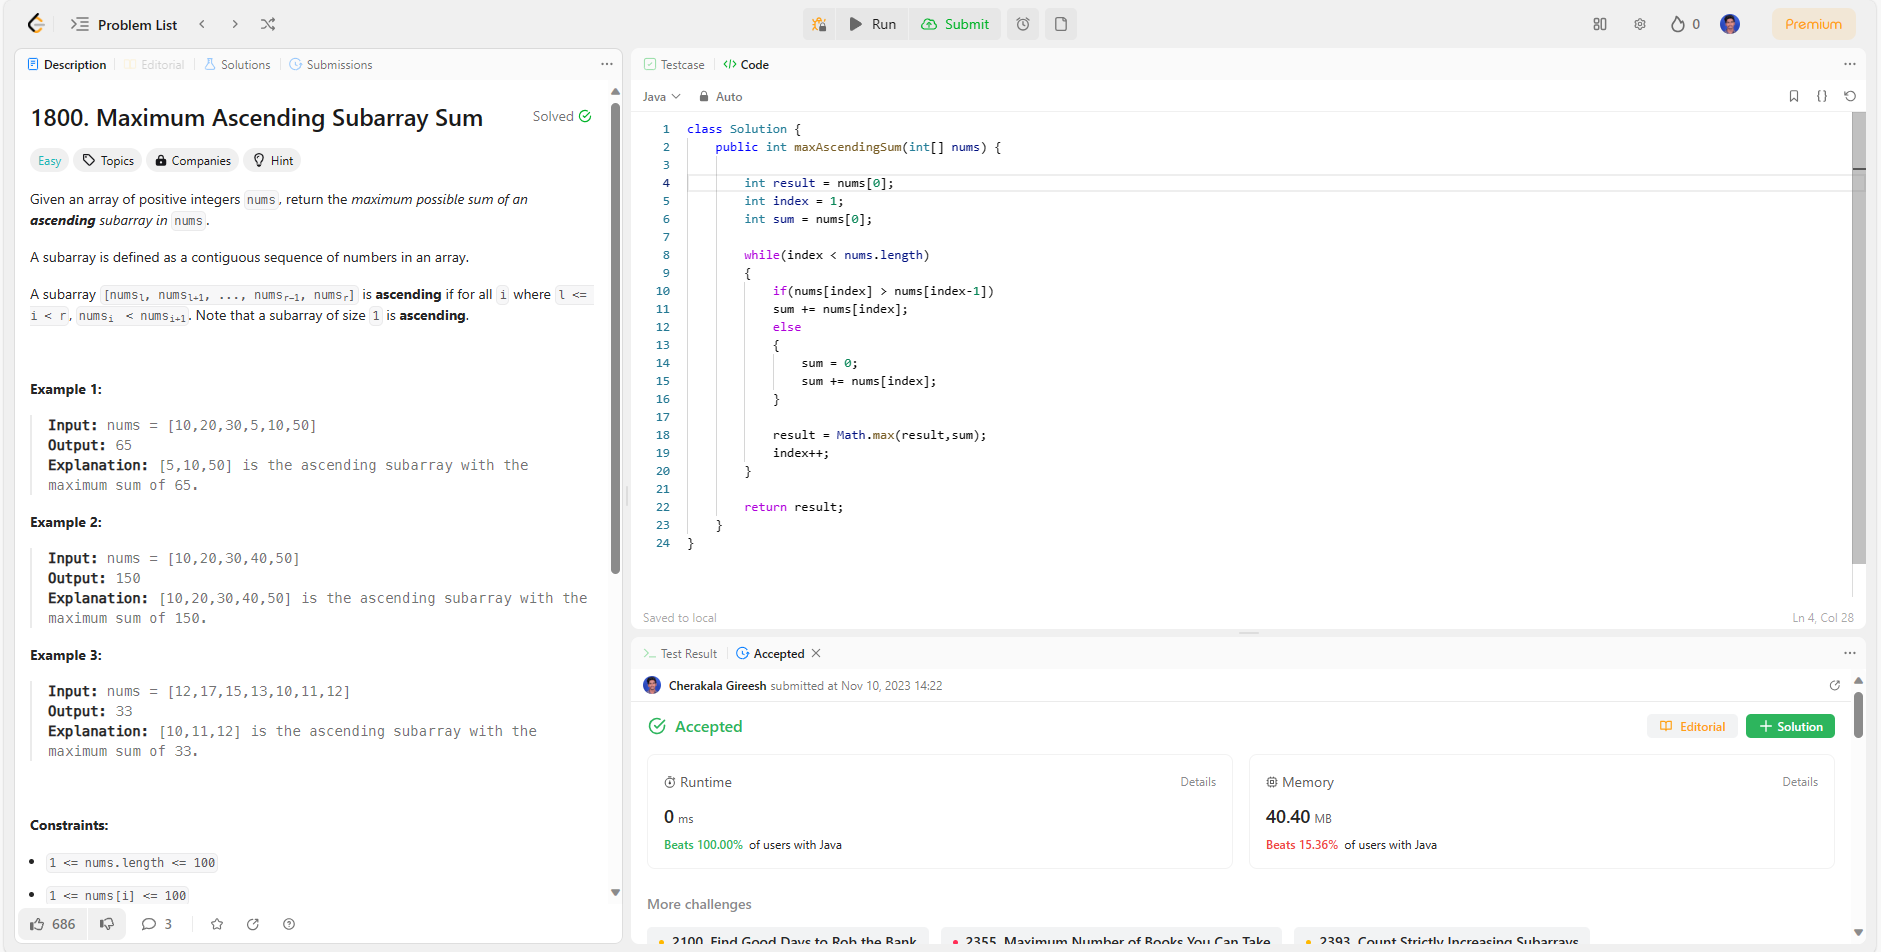 Problem List
Run
Submit
0
Premium
Description
Editorial
Solutions
Submissions
1800. Maximum Ascending Subarray Sum
Solved
Easy
Topics
Companies
Hint
Given an array of positive integers nums, return the maximum possible sum of an
ascending subarray in nums.
A subarray is defined as a contiguous sequence of numbers in an array.
A subarray [numsl, numsl+1, ..., numsr-1, numsr] is ascending if for all i where l <=
i < r, numsi < numsi+1. Note that a subarray of size 1 is ascending.
Example 1:
Input: nums = [10,20,30,5,10,50]
Output: 65
Explanation: [5,10,50] is the ascending subarray with the
maximum sum of 65.
Example 2:
Input: nums = [10,20,30,40,50]
Output: 150
Explanation: [10,20,30,40,50] is the ascending subarray with the
maximum sum of 150.
Example 3:
Input: nums = [12,17,15,13,10,11,12]
Output: 33
Explanation: [10,11,12] is the ascending subarray with the
maximum sum of 33.
Constraints:
• 1 <= nums.length <= 100
• 1 <= nums[i] <= 100
686
3
Testcase
</> Code
Java
Auto
1 class Solution {
2 public int maxAscendingSum(int[] nums) {
3
4 int result = nums[0];
5 int index = 1;
6 int sum = nums[0];
7
8 while(index < nums.length)
9 {
10 if(nums[index] > nums[index-1])
11 sum += nums[index];
12 else
13 {
14 sum = 0;
15 sum += nums[index];
16 }
17
18 result = Math.max(result,sum);
19 index++;
20 }
21
22 return result;
23 }
24 }
Saved to local
Ln 4, Col 28
Test Result
Accepted
Cherakala Gireesh submitted at Nov 10, 2023 14:22
Accepted
Editorial
Solution
Runtime
Details
0 ms
Beats 100.00% of users with Java
Memory
Details
40.40 MB
Beats 15.36% of users with Java
More challenges
2100. Find Good Days to Rob the Bank
2355. Maximum Number of Books You Can Take
2393. Count Strictly Increasing Subarrays